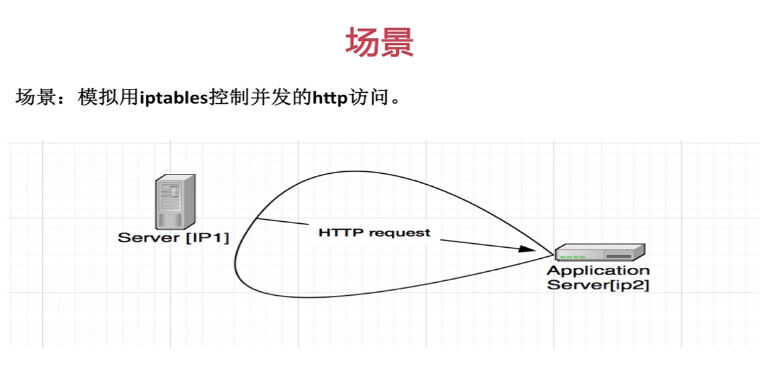 场景
场景：模拟用iptables控制并发的http访问。
Server [IP1]
HTTP request
Application
Server[ip2]